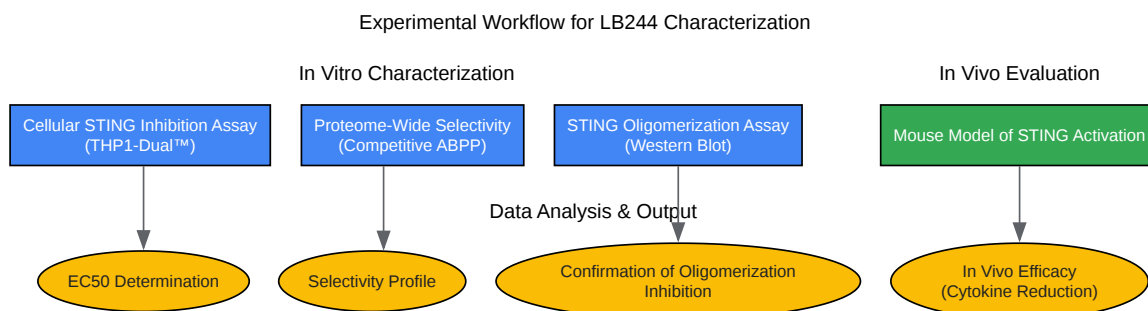 Experimental Workflow for LB244 Characterization
In Vitro Characterization
In Vivo Evaluation
Cellular STING Inhibition Assay
(THP1-Dual™)
Proteome-Wide Selectivity
(Competitive ABPP)
STING Oligomerization Assay
(Western Blot)
Mouse Model of STING Activation
Data Analysis & Output
EC50 Determination
Selectivity Profile
Confirmation of Oligomerization
Inhibition
In Vivo Efficacy
(Cytokine Reduction)